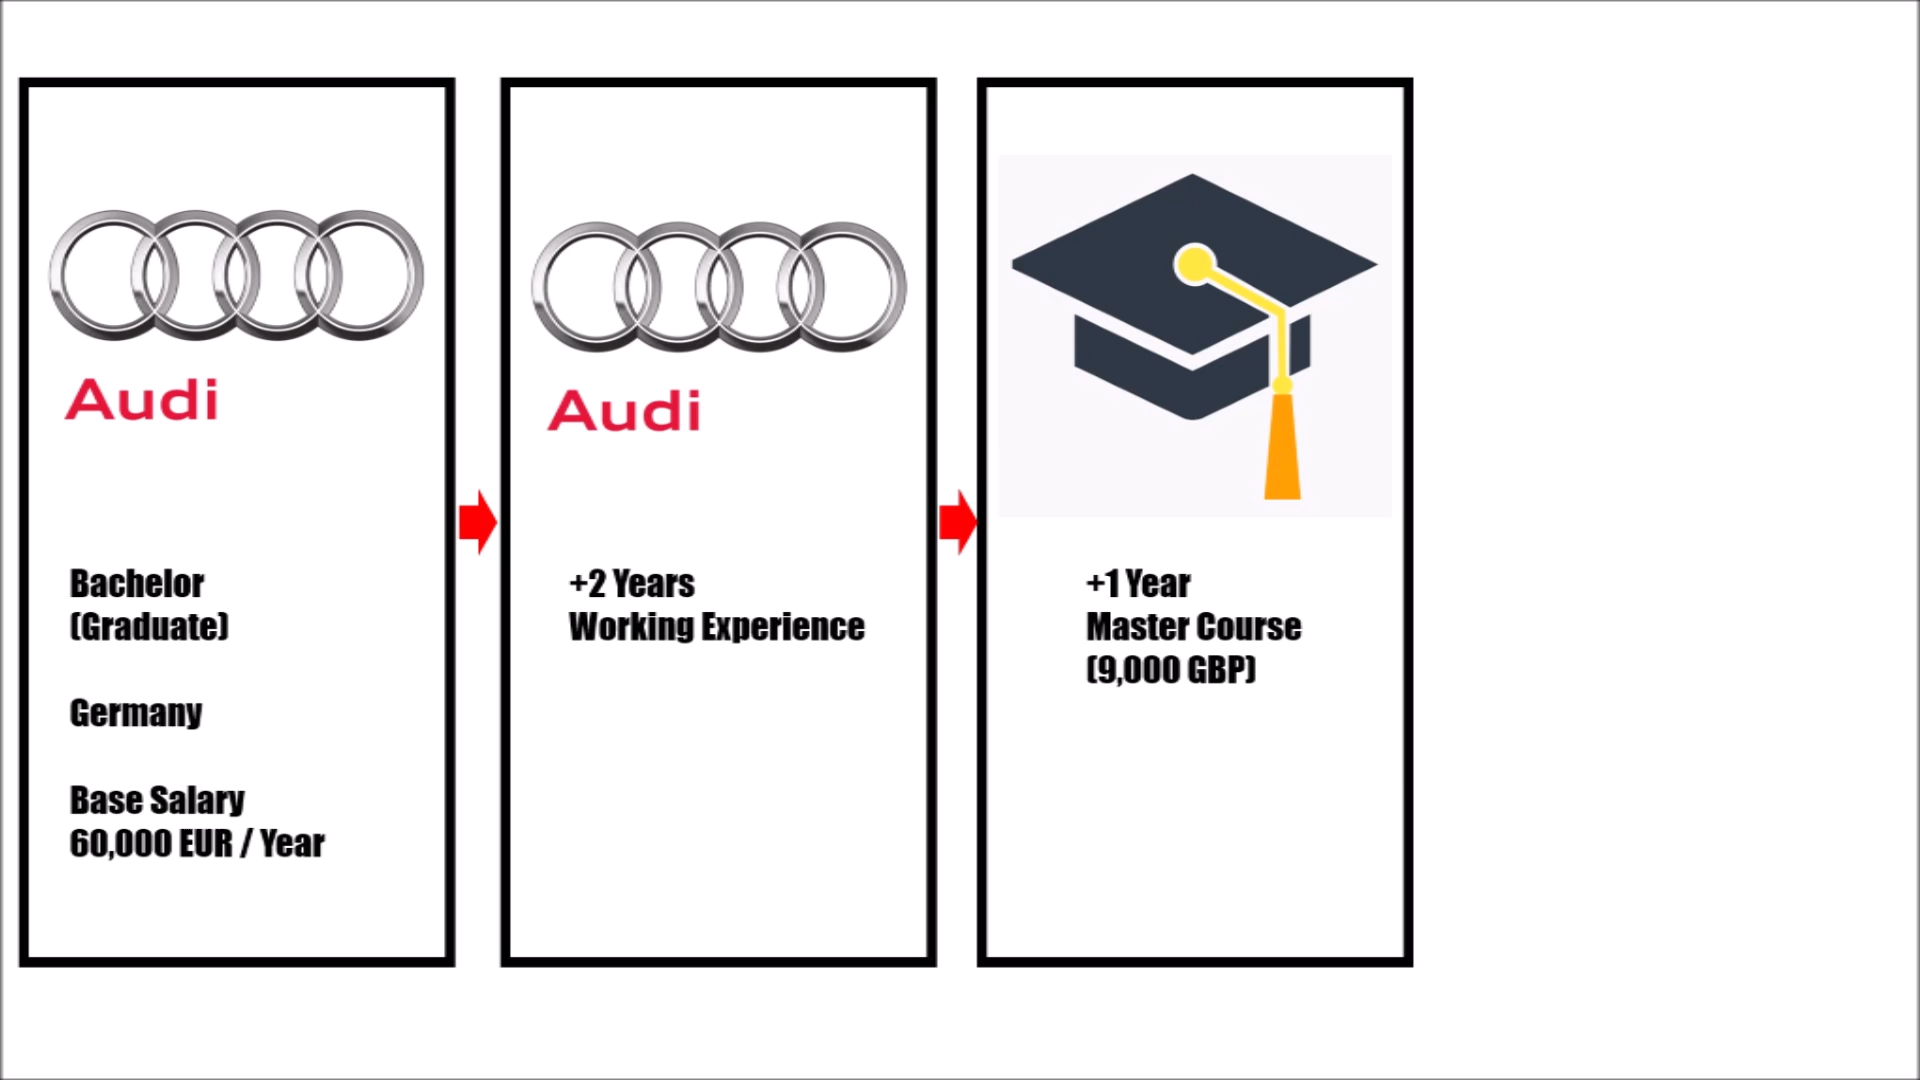 Audi
Bachelor
(Graduate)
Germany
Base Salary
60,000 EUR / Year
Audi
+2 Years
Working Experience
+1 Year
Master Course
(9,000 GBP)